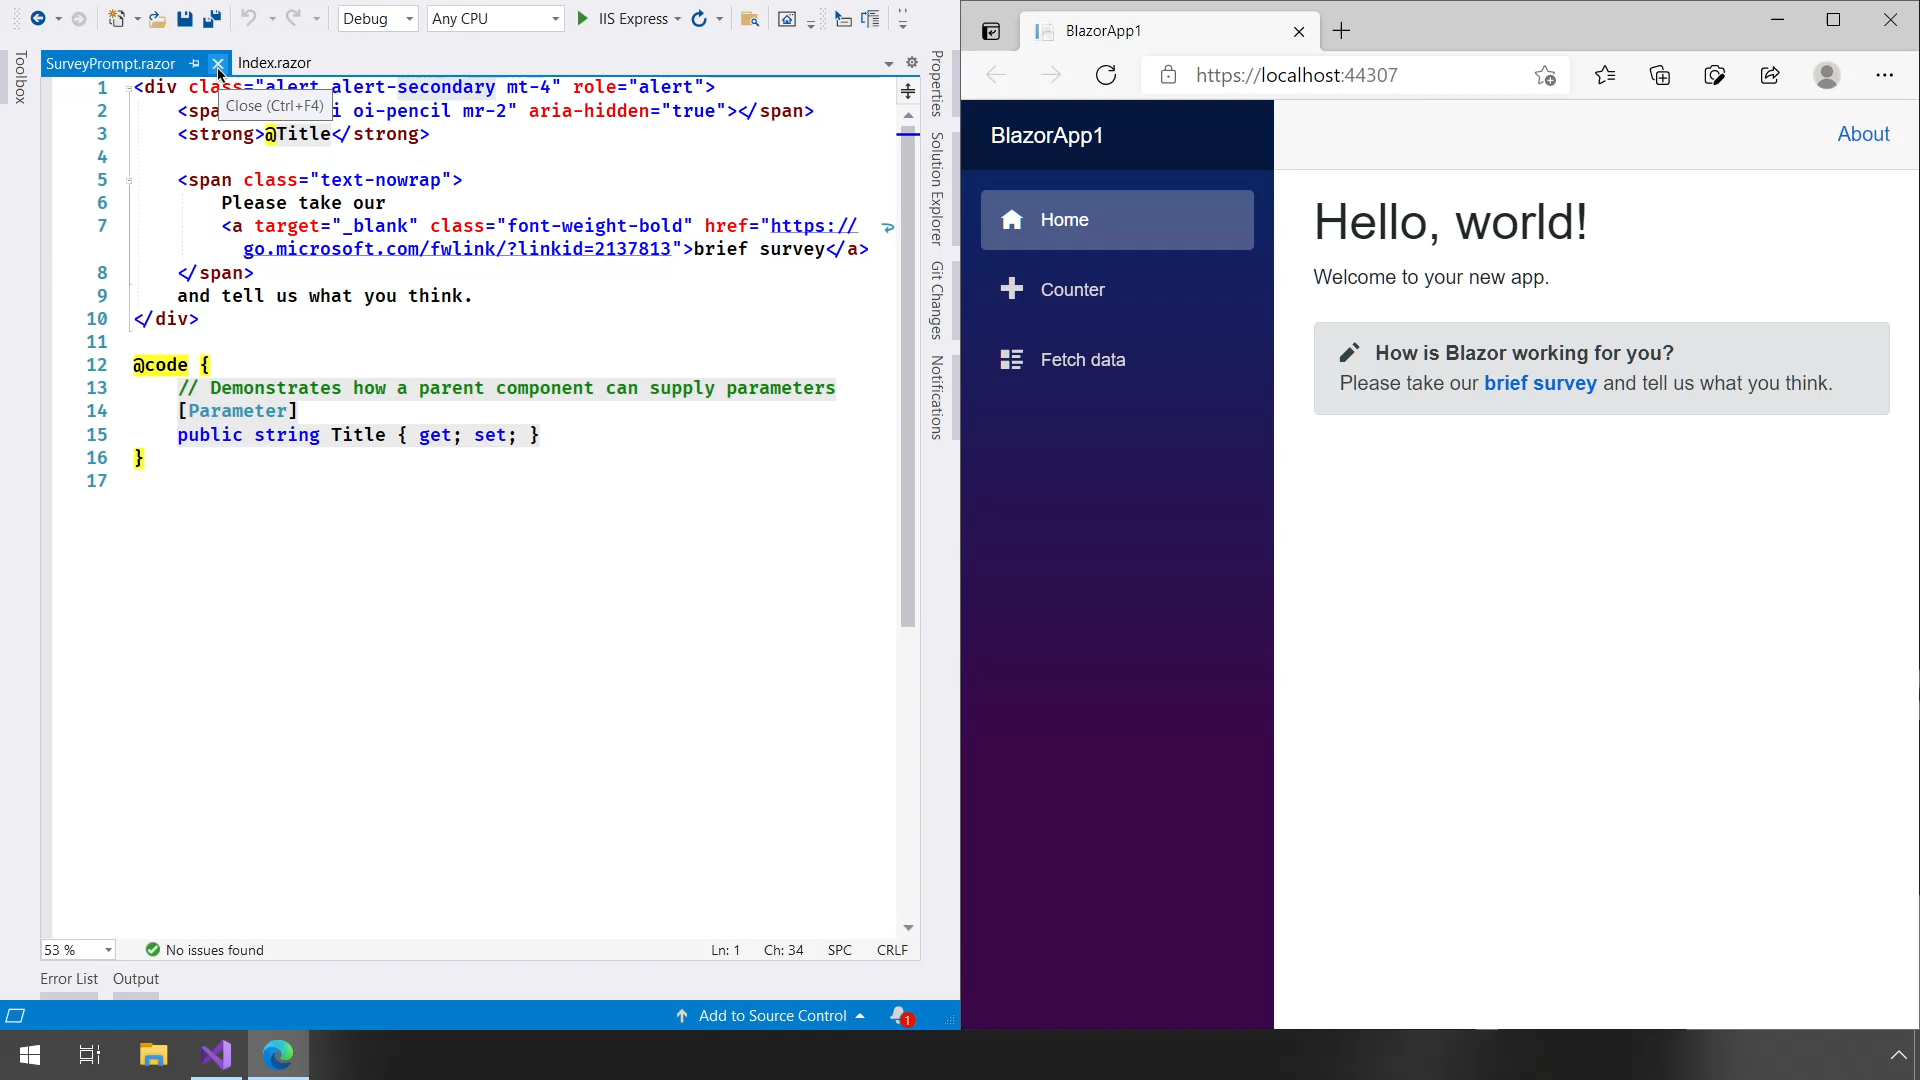 Debug
Any CPU
IIS Express
Toolbox
SurveyPrompt.razor
Index.razor
Close (Ctrl+F4)
1 <div class="alert alert-secondary mt-4" role="alert">
2 <spa i oi-pencil mr-2" aria-hidden="true"></span>
3 <strong>@Title</strong>
4
5 <span class="text-nowrap">
6 Please take our
7 <a target="_blank" class="font-weight-bold" href="https://
go.microsoft.com/fwlink/?linkid=2137813">brief survey</a>
8 </span>
9 and tell us what you think.
10 </div>
11
12 @code {
13 // Demonstrates how a parent component can supply parameters
14 [Parameter]
15 public string Title { get; set; }
16 }
17
53 %
No issues found
Ln: 1
Ch: 34
SPC
CRLF
Error List
Output
Add to Source Control
1
Properties
Solution Explorer
Git Changes
Notifications
BlazorApp1
https://localhost:44307
BlazorApp1
About
Home
Counter
Fetch data
Hello, world!
Welcome to your new app.
How is Blazor working for you?
Please take our brief survey and tell us what you think.